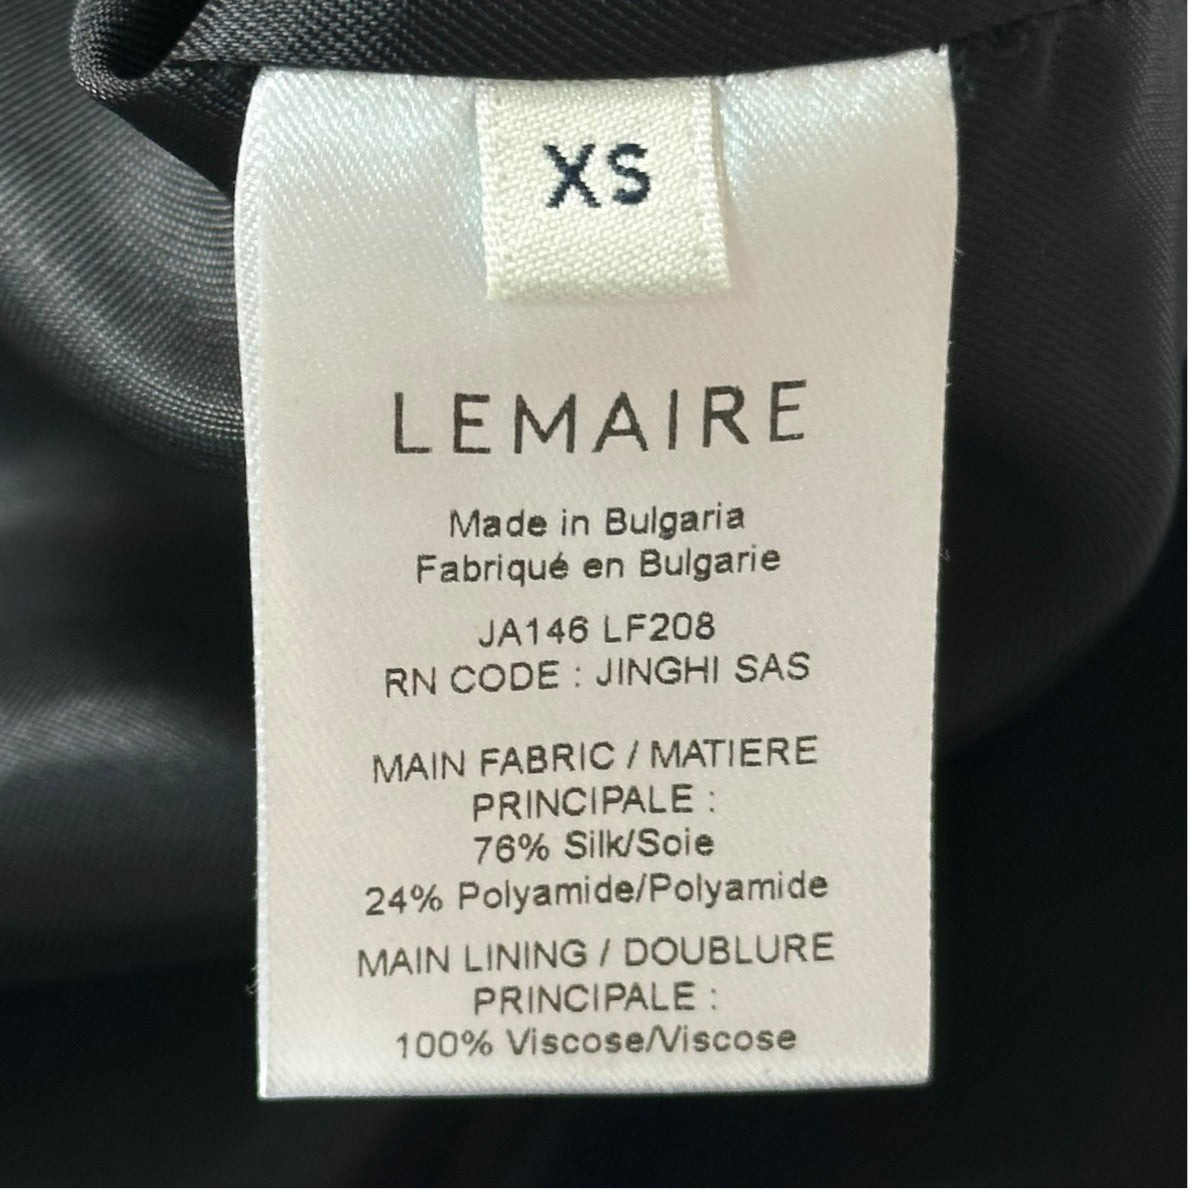 XS
LEMAIRE
Made in Bulgaria
Fabriqué en Bulgarie
JA146 LF208
RN CODE : JINGHI SAS
MAIN FABRIC / MATIERE
PRINCIPALE :
76% Silk/Soie
24% Polyamide/Polyamide
MAIN LINING / DOUBLURE
PRINCIPALE :
100% Viscose/Viscose